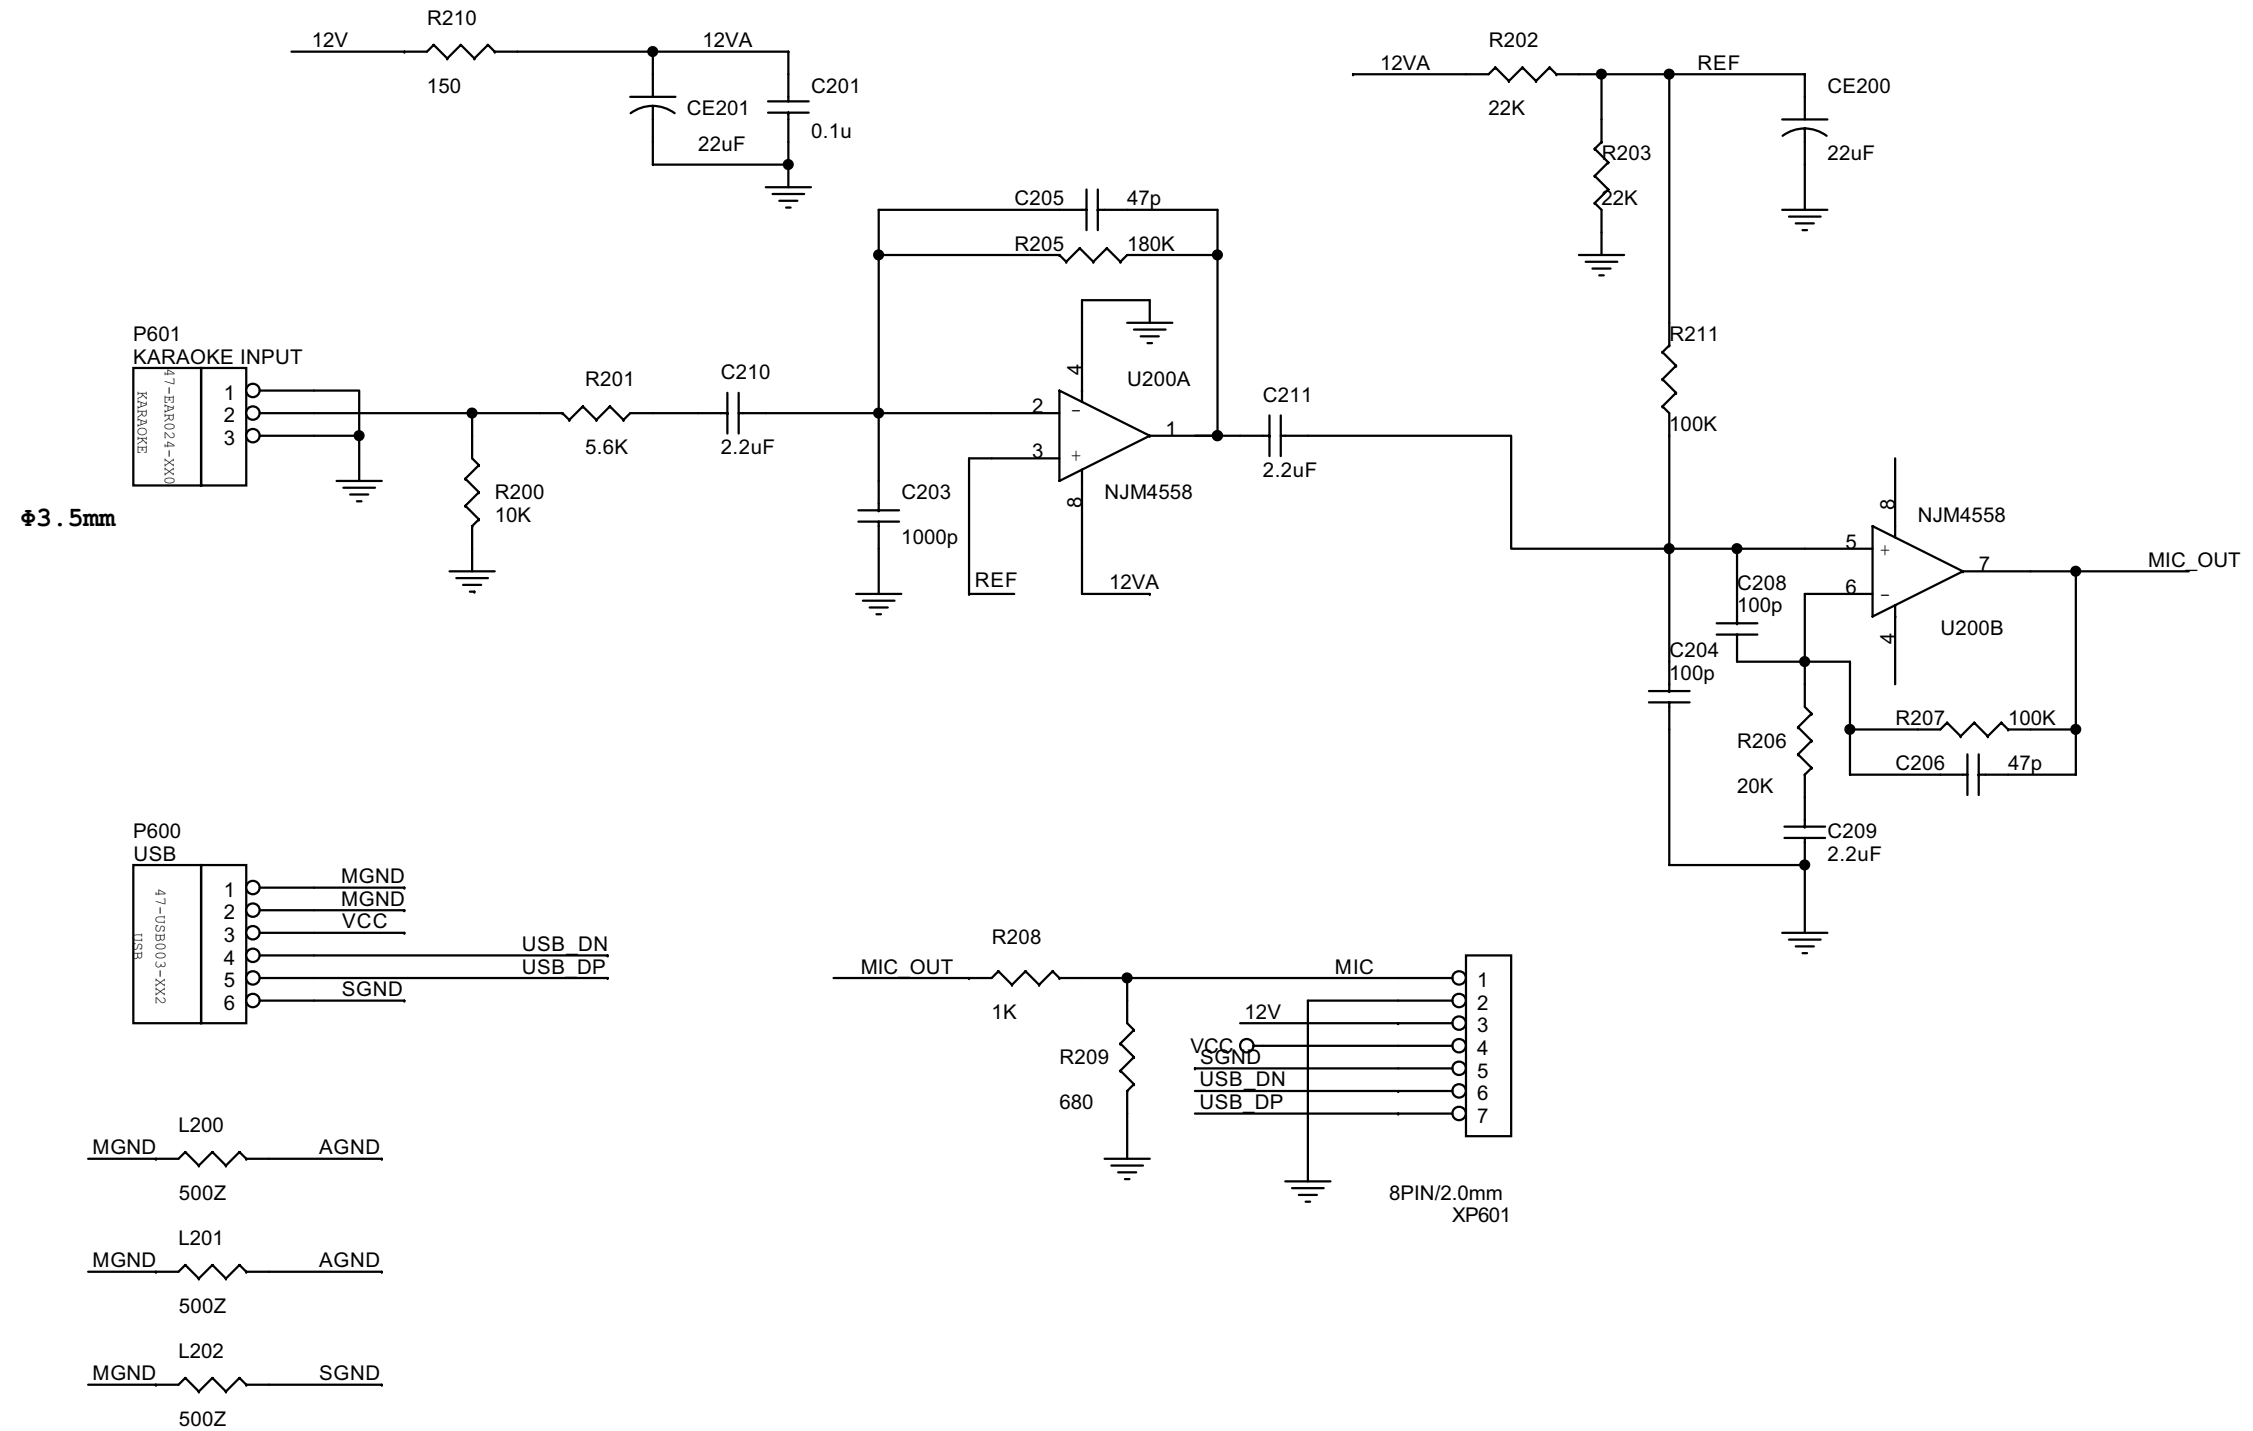 R210
12V
12VA
150
CE201
22uF
C201
0.1u
12VA
R202
22K
REF
CE200
22uF
R203
22K
C205
47p
R205
180K
P601
KARAOKE INPUT
47-EAR024-XX0
KARAOKE
1
2
3
Φ3.5mm
R201
5.6K
R200
10K
C210
2.2uF
C203
1000p
4
U200A
2
-
1
3
+
8
NJM4558
REF
12VA
C211
2.2uF
R211
100K
8
NJM4558
5
+
7
MIC_OUT
6
-
4
U200B
C208
100p
C204
100p
R207
100K
R206
20K
C206
47p
C209
2.2uF
P600
USB
47-USB003-XX2
USB
1
MGND
2
MGND
3
VCC
4
USB_DN
5
USB_DP
6
SGND
MIC_OUT
R208
1K
MIC
R209
680
1
2
12V
3
VCC
4
SGND
5
USB_DN
6
USB_DP
7
8PIN/2.0mm
XP601
L200
MGND
AGND
500Z
L201
MGND
AGND
500Z
L202
MGND
SGND
500Z